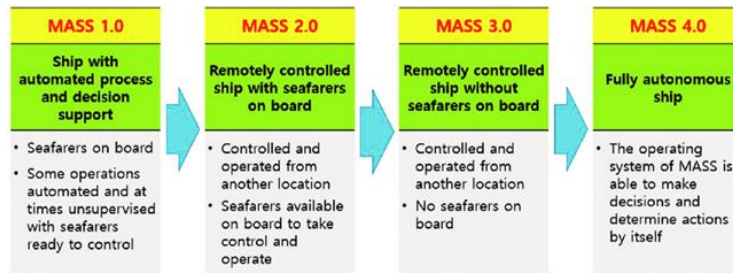 MASS 1.0
Ship with
automated process
and decision
support
• Seafarers on board
• Some operations
automated and at
times unsupervised
with seafarers
ready to control
MASS 2.0
Remotely controlled
ship with seafarers
on board
• Controlled and
operated from
another location
• Seafarers available
on board to take
control and
operate
MASS 3.0
Remotely controlled
ship without
seafarers on board
• Controlled and
operated from
another location
• No seafarers on
board
MASS 4.0
Fully autonomous
ship
• The operating
system of MASS is
able to make
decisions and
determine actions
by itself